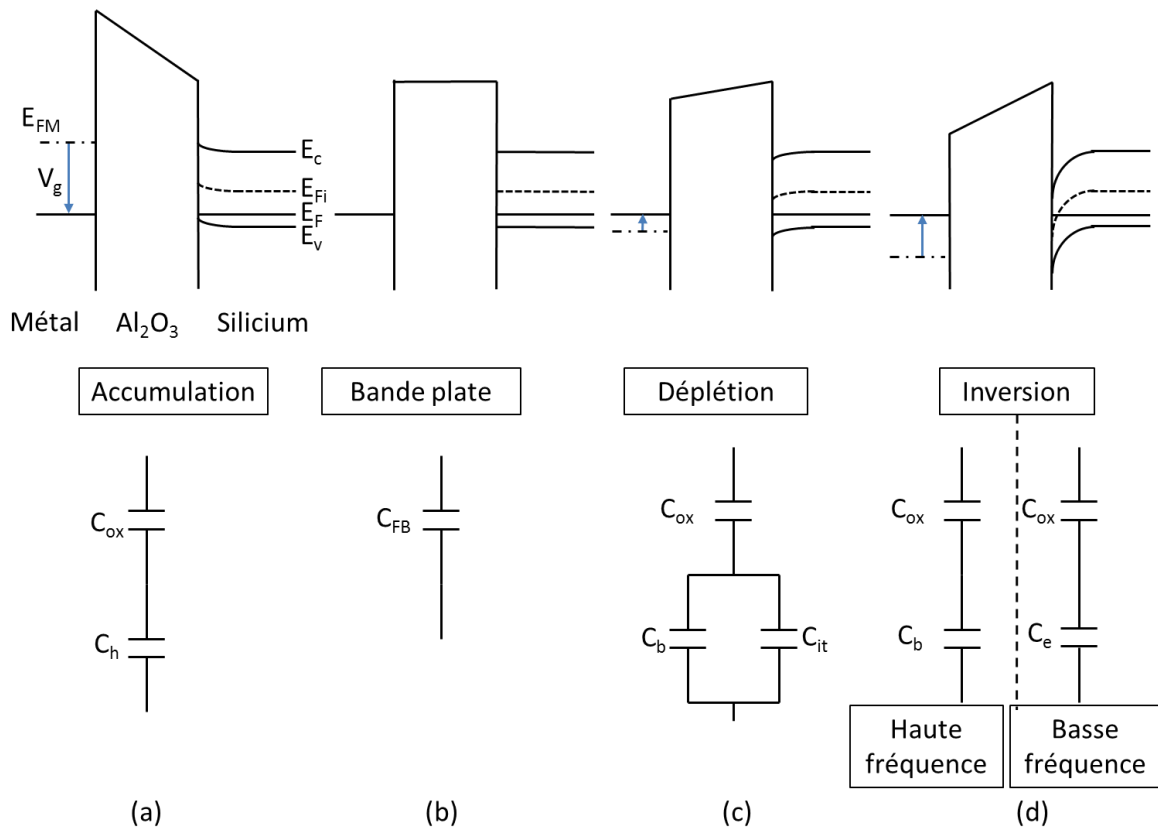 E_FM
V_g
E_c
E_Fi
E_F
E_v
Métal Al₂O₃ Silicium
Accumulation
Bande plate
Déplétion
Inversion
C_ox
C_h
C_FB
C_ox
C_b
C_it
C_ox
C_b
C_ox
C_e
Haute
fréquence
Basse
fréquence
(a)
(b)
(c)
(d)